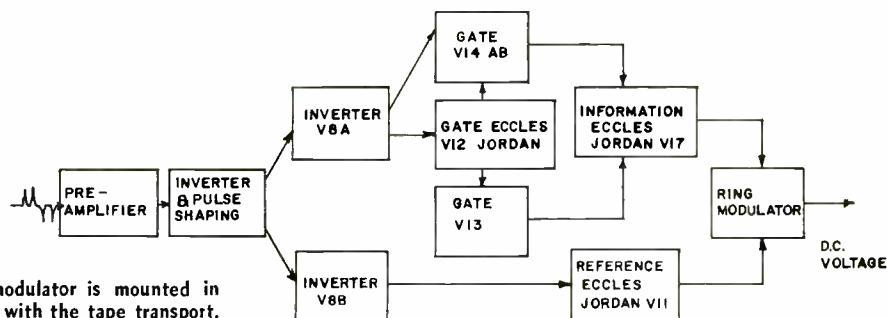 PRE-
AMPLIFIER
INVERTER
& PULSE
SHAPING
INVERTER
V8A
INVERTER
V8B
GATE
V14 AB
GATE ECCLES
V12 JORDAN
GATE
V13
INFORMATION
ECCLES
JORDAN V17
REFERENCE
ECCLES
JORDAN V11
RING
MODULATOR
D.C.
VOLTAGE
modulator is mounted in
with the tape transport.